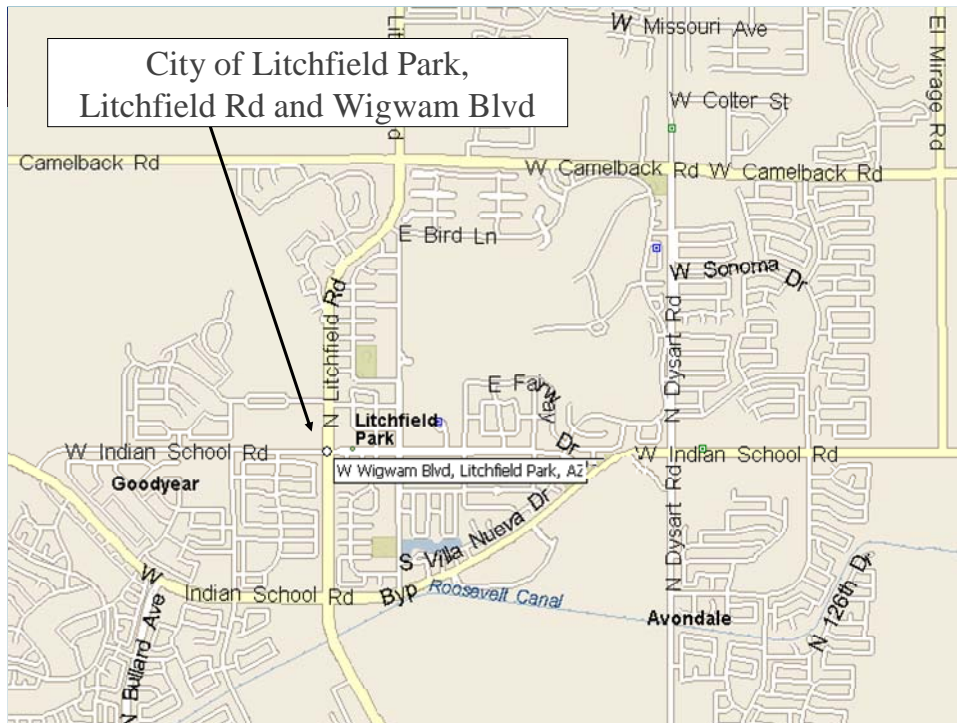 Lit
W Missouri Ave
El Mirage Rd
City of Litchfield Park,
Litchfield Rd and Wigwam Blvd
d
W Colter St
Camelback Rd
W Camelback Rd
W Camelback Rd
E Bird Ln
W Sonoma Dr
N Litchfield Rd
N Dysart Rd
E Fairway Dr
Litchfield
Park
W Indian School Rd
W Indian School Rd
W Wigwam Blvd, Litchfield Park, AZ
Goodyear
N Dysart Rd
S Villa Nueva Dr
W Indian School Rd Byp
Roosevelt Canal
N Bullard Ave
Avondale
N 126th Dr